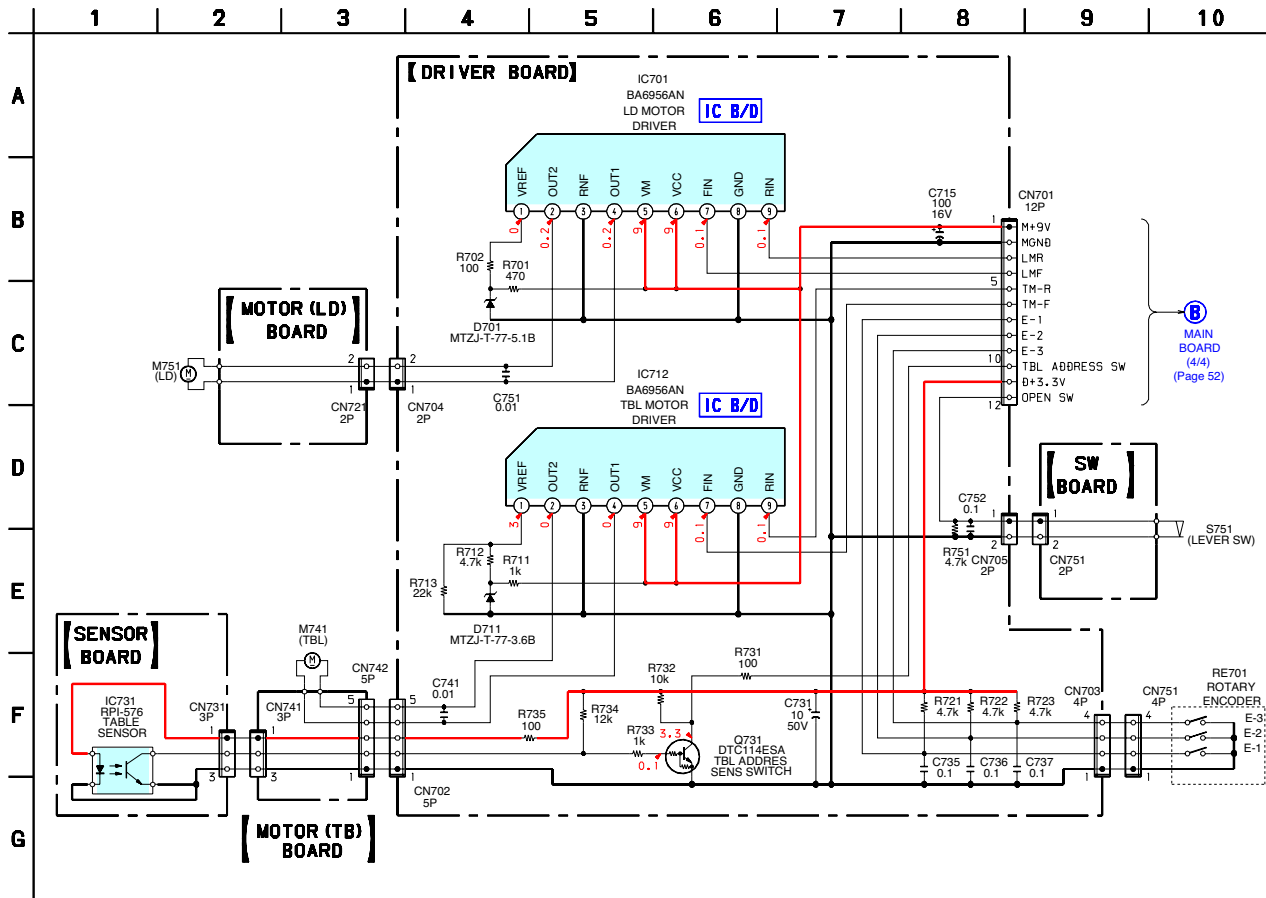 1 2 3 4 5 6 7 8 9 10
A
B
C
D
E
F
G
[DRIVER BOARD]
IC701
BA6956AN
LD MOTOR
DRIVER
IC B/D
VREF OUT2 RNF OUT1 VM VCC FIN GND RIN
1 2 3 4 5 6 7 8 9
0 0.2 0.2 9 9 0.1 0.1
R702
100
R701
470
D701
MTZJ-T-77-5.1B
C715
100
16V
+
CN701
12P
1 M+9V
MGND
LMR
LMF
5 TM-R
TM-F
E-1
E-2
E-3
10 TBL ADDRESS SW
D+3.3V
12 OPEN SW
B
MAIN
BOARD
(4/4)
(Page 52)
[MOTOR (LD)
BOARD]
M751
(LD)
M
2
1
CN721
2P
2
1
CN704
2P
C751
0.01
IC712
BA6956AN
TBL MOTOR
DRIVER
IC B/D
VREF OUT2 RNF OUT1 VM VCC FIN GND RIN
1 2 3 4 5 6 7 8 9
3 0 0 9 9 0.1 0.1
R712
4.7k
R711
1k
R713
22k
D711
MTZJ-T-77-3.6B
[SW
BOARD]
C752
0.1
R751
4.7k
1
2
CN705
2P
1
2
CN751
2P
S751
(LEVER SW)
[SENSOR
BOARD]
IC731
RPI-576
TABLE
SENSOR
CN731
3P
1
3
CN741
3P
1
3
M741
(TBL)
M
CN742
5P
5
1
5
1
CN702
5P
[MOTOR (TB)
BOARD]
C741
0.01
R735
100
R734
12k
R733
1k
R732
10k
R731
100
3.3
0.1
Q731
DTC114ESA
TBL ADDRES
SENS SWITCH
C731
10
50V
+
R721
4.7k
R722
4.7k
R723
4.7k
C735
0.1
C736
0.1
C737
0.1
CN703
4P
4
1
CN751
4P
4
1
RE701
ROTARY
ENCODER
E-3
E-2
E-1